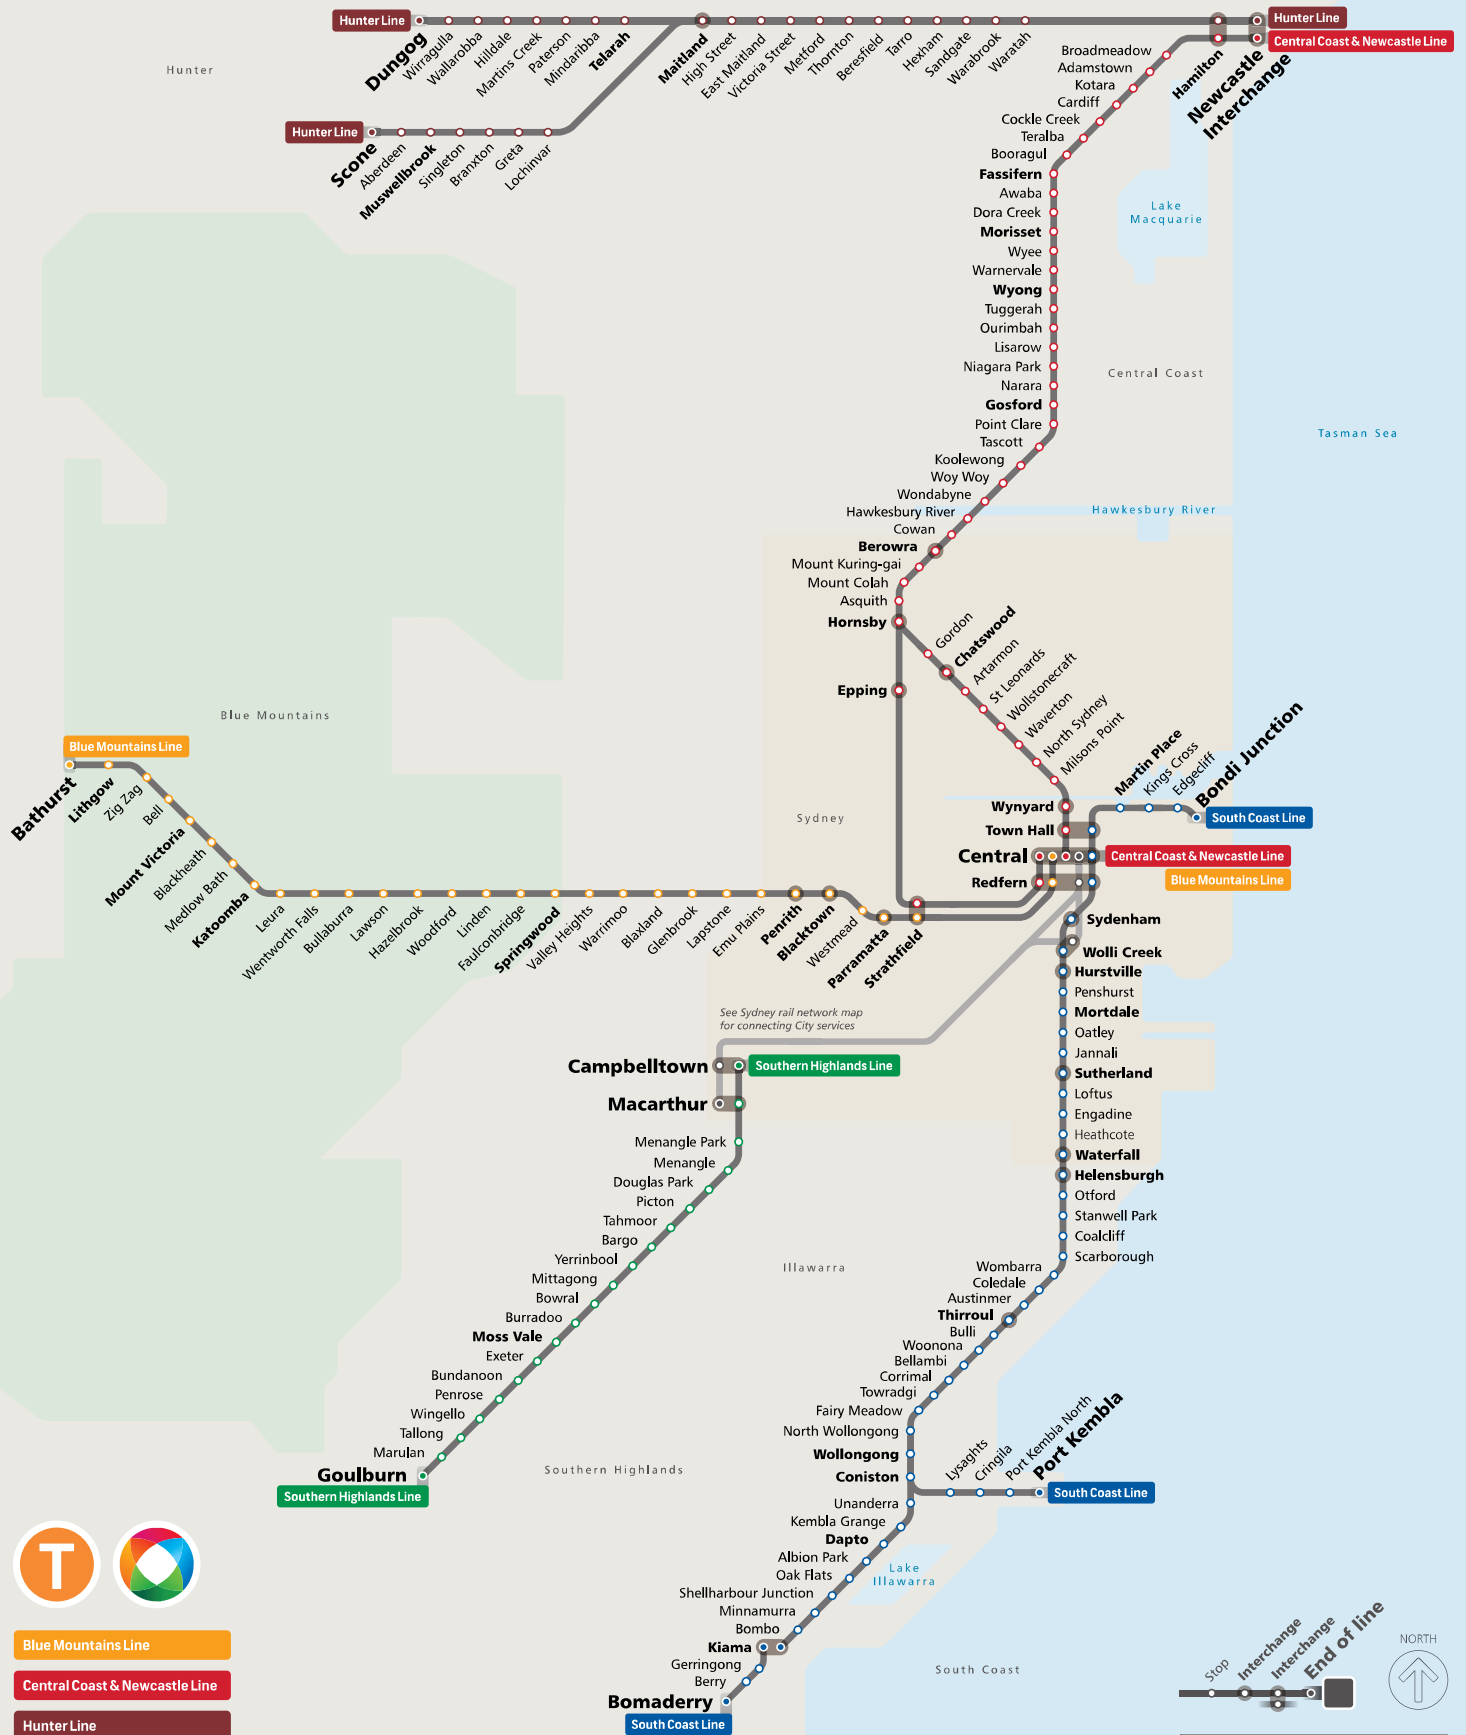 Hunter Line
Dungog
Wirragulla
Wallarobba
Hilldale
Martins Creek
Paterson
Mindaribba
Telarah
Maitland
High Street
East Maitland
Victoria Street
Metford
Thornton
Beresfield
Tarro
Hexham
Sandgate
Warabrook
Waratah
Hamilton
Newcastle
Interchange
Hunter Line
Central Coast & Newcastle Line
Hunter
Hunter Line
Scone
Aberdeen
Muswellbrook
Singleton
Branxton
Greta
Lochinvar
Broadmeadow
Adamstown
Kotara
Cardiff
Cockle Creek
Teralba
Booragul
Fassifern
Awaba
Dora Creek
Morisset
Wyee
Warnervale
Wyong
Tuggerah
Ourimbah
Lisarow
Niagara Park
Narara
Gosford
Point Clare
Tascott
Koolewong
Woy Woy
Wondabyne
Hawkesbury River
Cowan
Berowra
Mount Kuring-gai
Mount Colah
Asquith
Hornsby
Epping
Lake
Macquarie
Central Coast
Tasman Sea
Hawkesbury River
Gordon
Chatswood
Artarmon
St Leonards
Wollstonecraft
Waverton
North Sydney
Milsons Point
Wynyard
Town Hall
Central
Redfern
Martin Place
Kings Cross
Edgecliff
Bondi Junction
South Coast Line
Central Coast & Newcastle Line
Blue Mountains Line
Sydney
Blue Mountains
Blue Mountains Line
Bathurst
Lithgow
Zig Zag
Bell
Mount Victoria
Blackheath
Medlow Bath
Katoomba
Leura
Wentworth Falls
Bullaburra
Lawson
Hazelbrook
Woodford
Linden
Faulconbridge
Springwood
Valley Heights
Warrimoo
Blaxland
Glenbrook
Lapstone
Emu Plains
Penrith
Blacktown
Westmead
Parramatta
Strathfield
Sydenham
Wolli Creek
Hurstville
Penshurst
Mortdale
Oatley
Jannali
Sutherland
Loftus
Engadine
Heathcote
Waterfall
Helensburgh
Otford
Stanwell Park
Coalcliff
Scarborough
Wombarra
Coledale
Austinmer
Thirroul
Bulli
Woonona
Bellambi
Corrimal
Towradgi
Fairy Meadow
North Wollongong
Wollongong
Coniston
Lysaghts
Cringila
Port Kembla North
Port Kembla
South Coast Line
Unanderra
Kembla Grange
Dapto
Albion Park
Oak Flats
Shellharbour Junction
Minnamurra
Bombo
Kiama
Gerringong
Berry
Bomaderry
South Coast Line
Lake
Illawarra
Illawarra
South Coast
See Sydney rail network map
for connecting City services
Campbelltown
Southern Highlands Line
Macarthur
Menangle Park
Menangle
Douglas Park
Picton
Tahmoor
Bargo
Yerrinbool
Mittagong
Bowral
Burradoo
Moss Vale
Exeter
Bundanoon
Penrose
Wingello
Tallong
Marulan
Goulburn
Southern Highlands Line
Southern Highlands
T
Blue Mountains Line
Central Coast & Newcastle Line
Hunter Line
Stop
Interchange
Interchange
End of line
NORTH